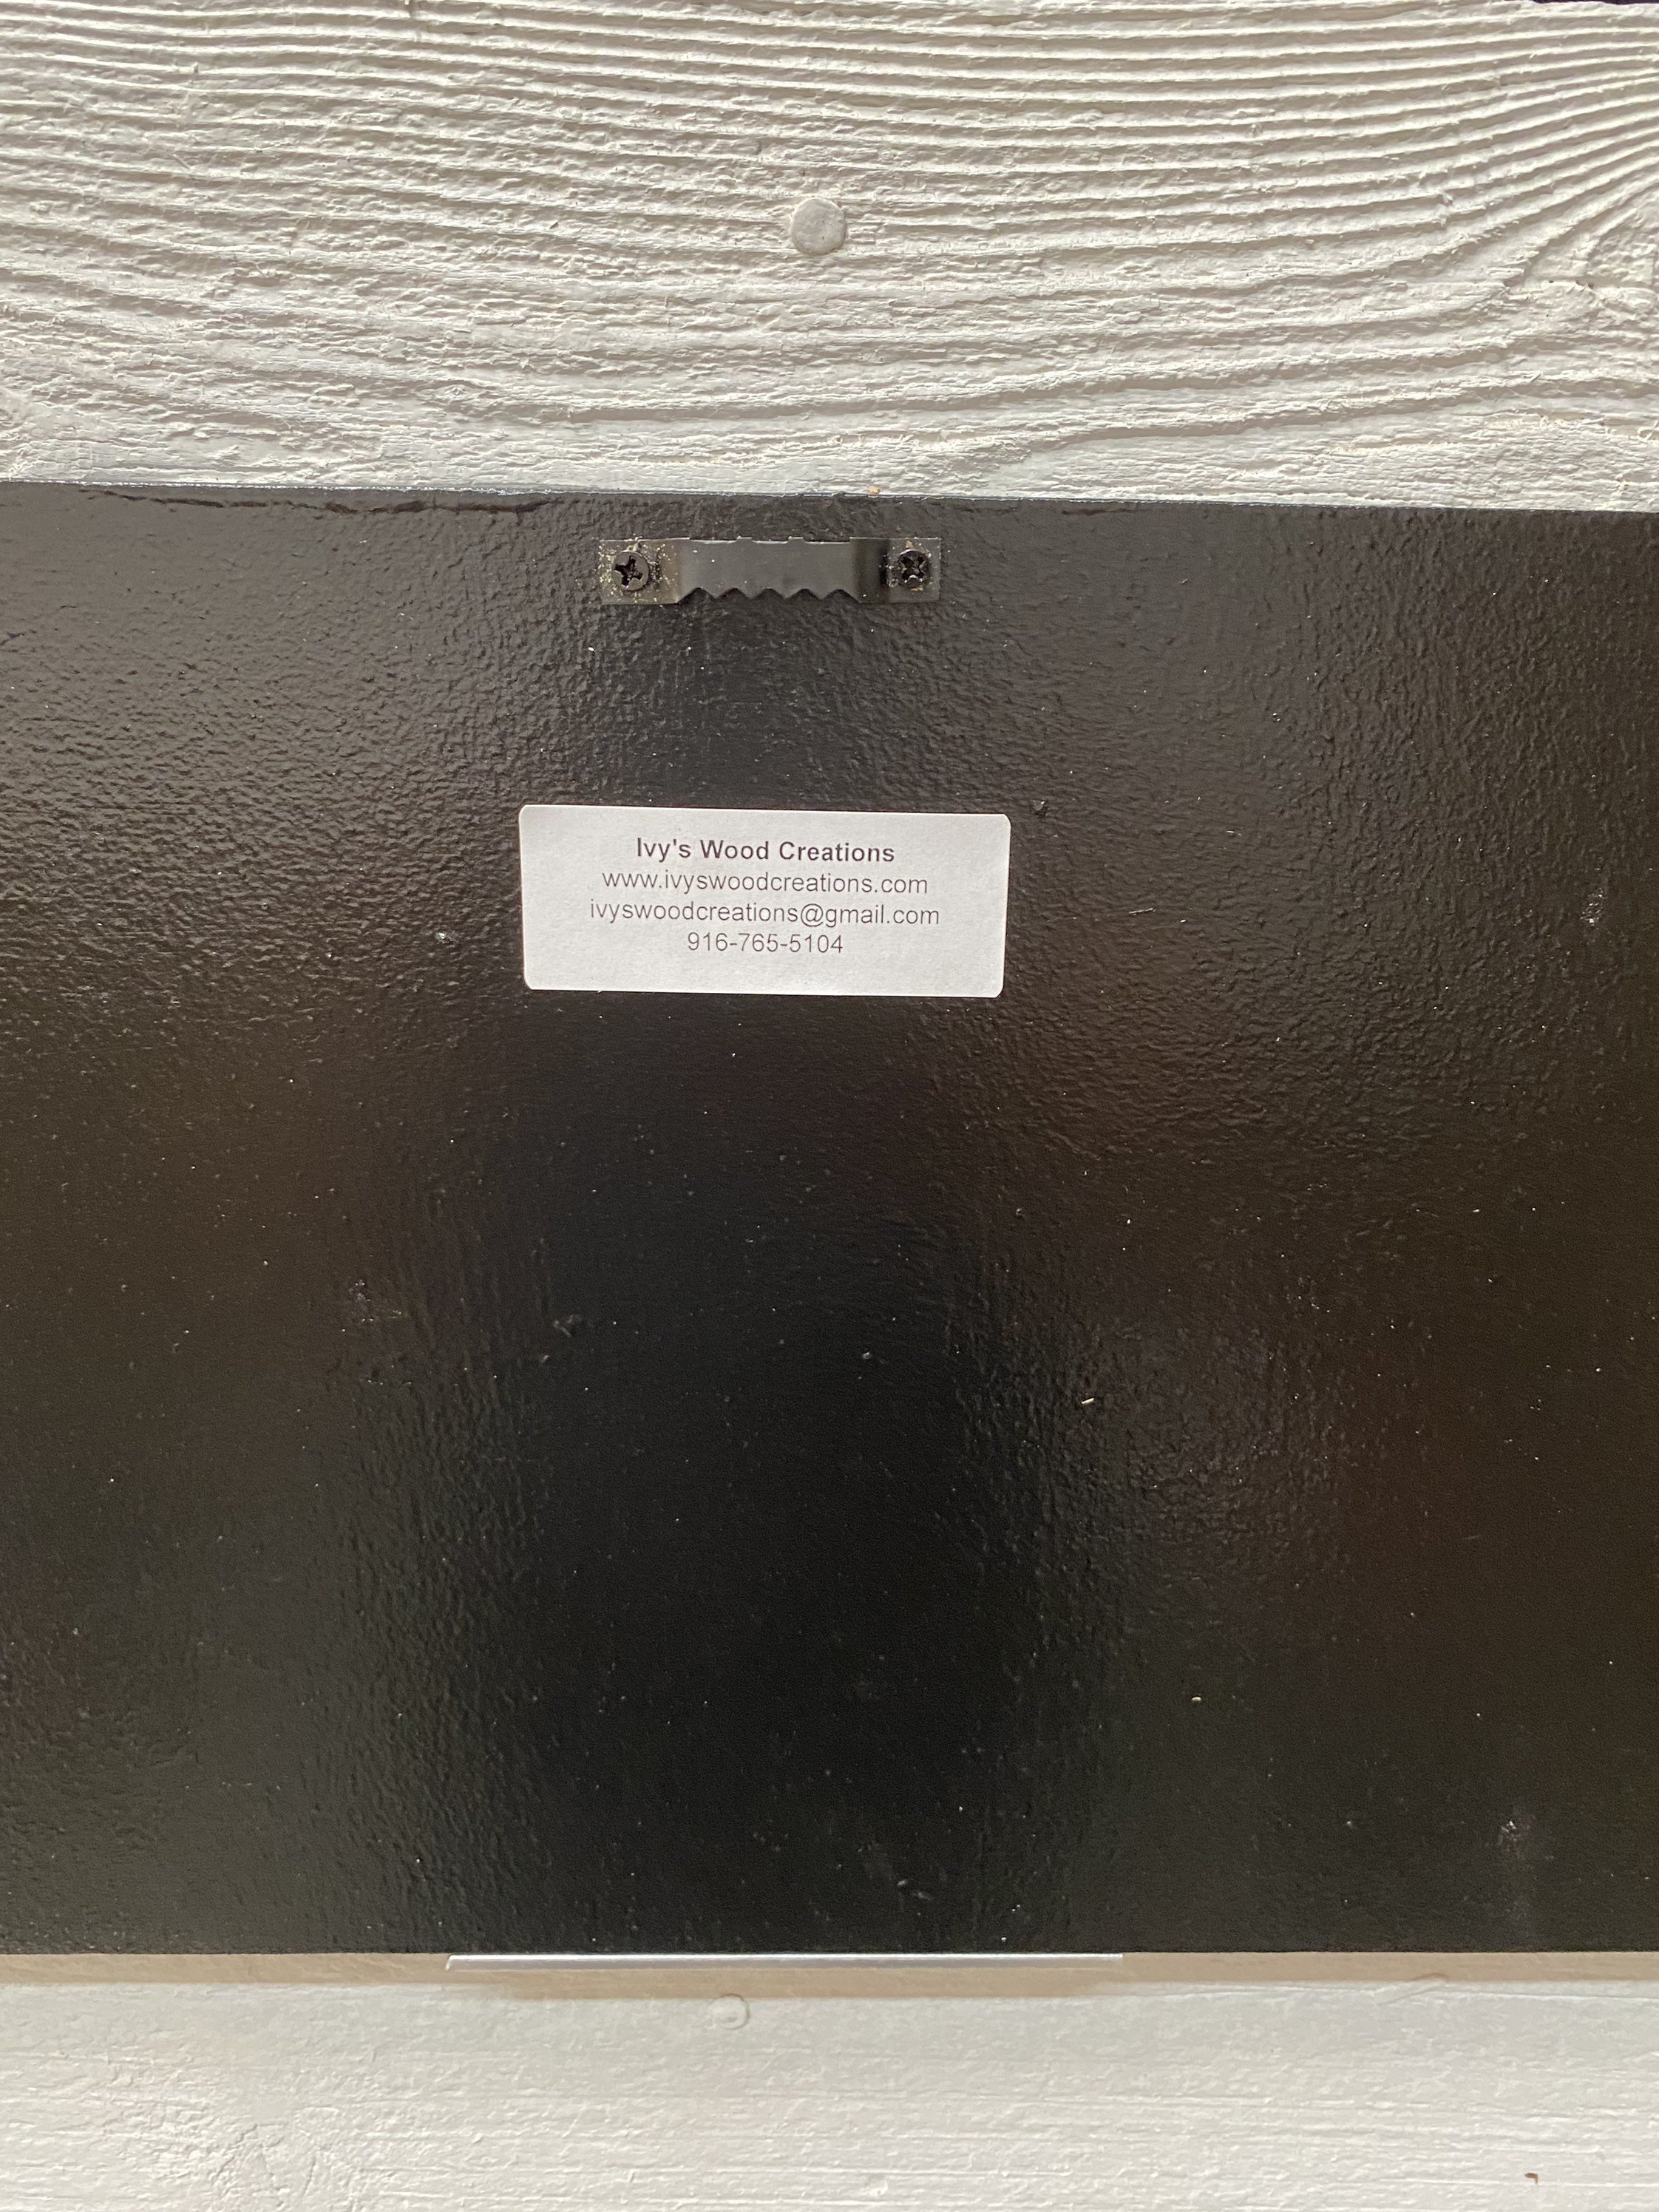 Ivy's Wood Creations
www.ivyswoodcreations.com
ivyswoodcreations@gmail.com
916-765-5104